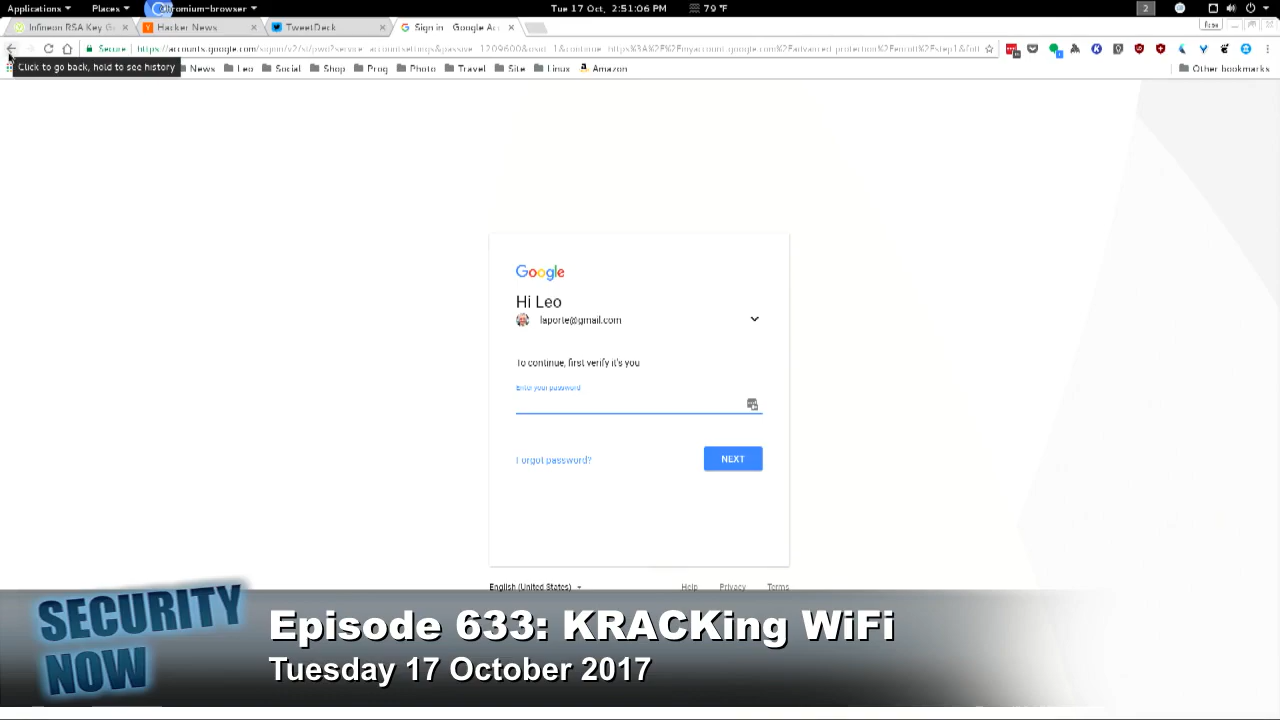 Applications Places Chromium-browser Tue 17 Oct, 2:51:06 PM 79 °F 2
Infineon RSA Key Ge Hacker News TweetDeck Sign in Google Acc
Secure
Click to go back, hold to see history
News Leo Social Shop Prog Photo Travel Site Linux Amazon Other bookmarks
Google
Hi Leo
laporte@gmail.com
To continue, first verify it's you
Enter your password
Forgot password? NEXT
English (United States) Help Privacy Terms
SECURITY
NOW
Episode 633: KRACKing WiFi
Tuesday 17 October 2017